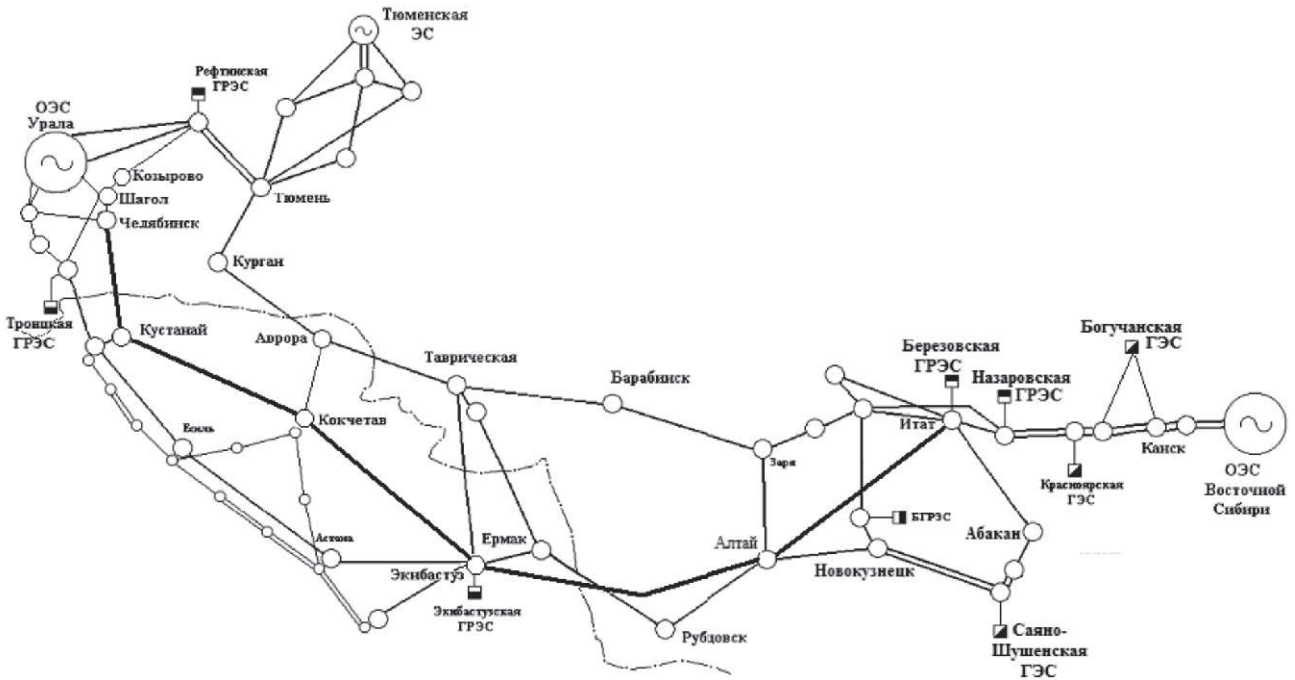 Тюменская
ЭС
Рефтинская
ГРЭС
ОЭС
Урала
Козырово
Шагол
Тюмень
Челябинск
Курган
Троицкая
ГРЭС
Кустанай
Аврора
Таврическая
Барабинск
Березовская
ГРЭС
Богучанская
ГЭС
Назаровская
ГРЭС
Кокчетав
Итат
Канск
Есиль
Заря
Красноярская
ГЭС
ОЭС
Восточной
Сибири
БГРЭС
Абакан
Астана
Ермак
Алтай
Экибастуз
Новокузнецк
Экибастузская
ГРЭС
Рубцовск
Саяно-
Шушенская
ГЭС